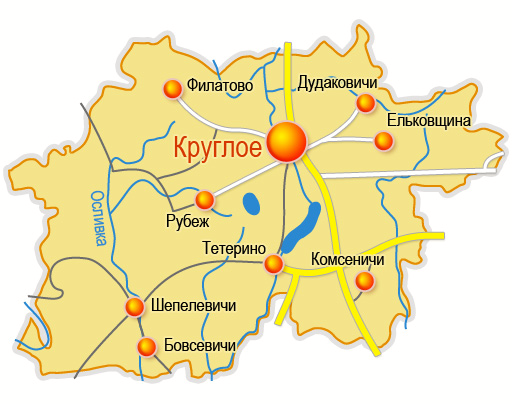 Филатово
Дудаковичи
Ельковщина
Круглое
Осливка
Рубеж
Тетерино
Комсеничи
Шепелевичи
Бовсевичи